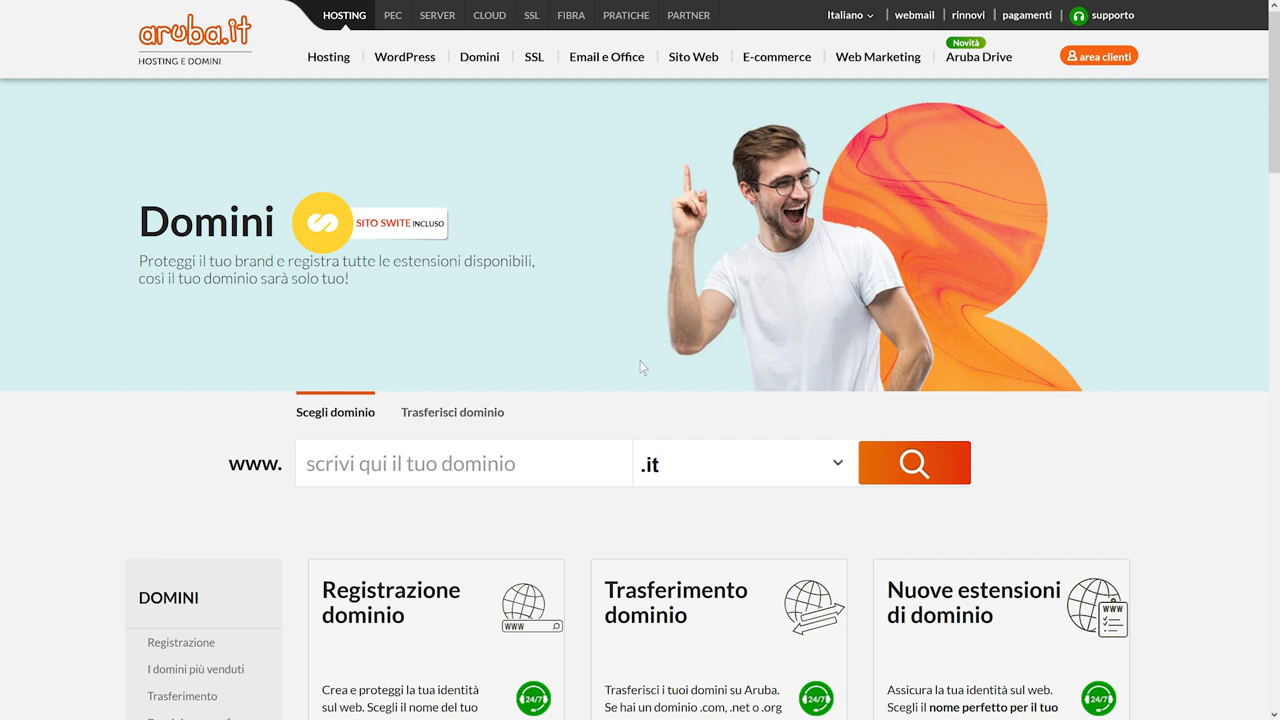 aruba.it
HOSTING E DOMINI
HOSTING PEC SERVER CLOUD SSL FIBRA PRATICHE PARTNER
Italiano webmail rinnovi pagamenti supporto
Hosting WordPress Domini SSL Email e Office Sito Web E-commerce Web Marketing Aruba Drive
Novità
area clienti
Domini
SITO SWITE INCLUSO
Proteggi il tuo brand e registra tutte le estensioni disponibili,
così il tuo dominio sarà solo tuo!
Scegli dominio Trasferisci dominio
www. scrivi qui il tuo dominio .it
DOMINI
Registrazione
I domini più venduti
Trasferimento
Registrazione
dominio
WWW
Crea e proteggi la tua identità
sul web. Scegli il nome del tuo
24/7
Trasferimento
dominio
Trasferisci i tuoi domini su Aruba.
Se hai un dominio .com, .net o .org
24/7
Nuove estensioni
di dominio
WWW
Assicura la tua identità sul web.
Scegli il nome perfetto per il tuo
24/7